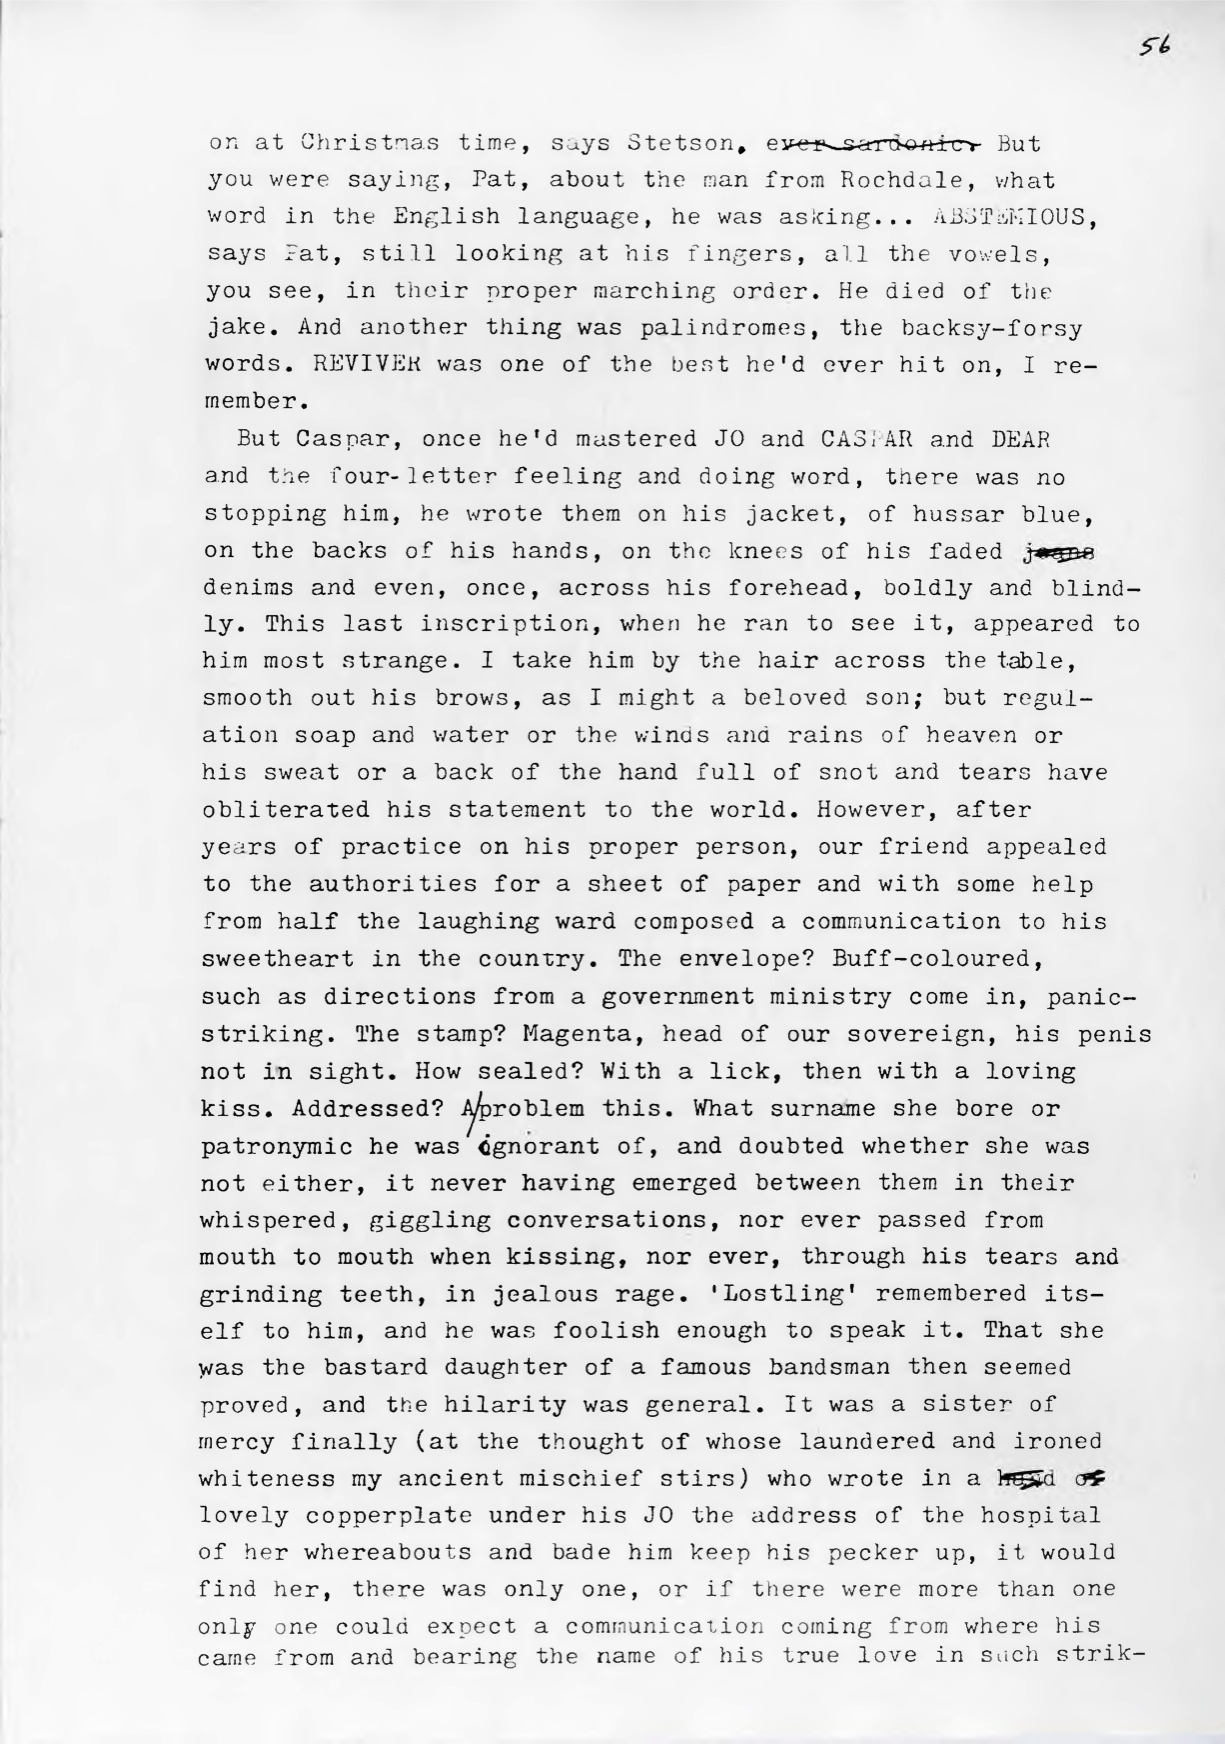 56
on at Christmas time, says Stetson. ever sardonic. But
you were saying, Pat, about the man from Rochdale, what
word in the English language, he was asking... ABSTEMIOUS,
says Pat, still looking at his fingers, all the vowels,
you see, in their proper marching order. He died of the
jake. And another thing was palindromes, the backsy-forsy
words. REVIVER was one of the best he'd ever hit on, I re-
member.
But Caspar, once he'd mastered JO and CASPAR and DEAR
and the four-letter feeling and doing word, there was no
stopping him, he wrote them on his jacket, of hussar blue,
on the backs of his hands, on the knees of his faded jeans
denims and even, once, across his forehead, boldly and blind-
ly. This last inscription, when he ran to see it, appeared to
him most strange. I take him by the hair across the table,
smooth out his brows, as I might a beloved son; but regul-
ation soap and water or the winds and rains of heaven or
his sweat or a back of the hand full of snot and tears have
obliterated his statement to the world. However, after
years of practice on his proper person, our friend appealed
to the authorities for a sheet of paper and with some help
from half the laughing ward composed a communication to his
sweetheart in the country. The envelope? Buff-coloured,
such as directions from a government ministry come in, panic-
striking. The stamp? Magenta, head of our sovereign, his penis
not in sight. How sealed? With a lick, then with a loving
kiss. Addressed? A/problem this. What surname she bore or
patronymic he was ignorant of, and doubted whether she was
not either, it never having emerged between them in their
whispered, giggling conversations, nor ever passed from
mouth to mouth when kissing, nor ever, through his tears and
grinding teeth, in jealous rage. 'Lostling' remembered its-
elf to him, and he was foolish enough to speak it. That she
was the bastard daughter of a famous bandsman then seemed
proved, and the hilarity was general. It was a sister of
mercy finally (at the thought of whose laundered and ironed
whiteness my ancient mischief stirs) who wrote in a hand of
lovely copperplate under his JO the address of the hospital
of her whereabouts and bade him keep his pecker up, it would
find her, there was only one, or if there were more than one
only one could expect a communication coming from where his
came from and bearing the name of his true love in such strik-